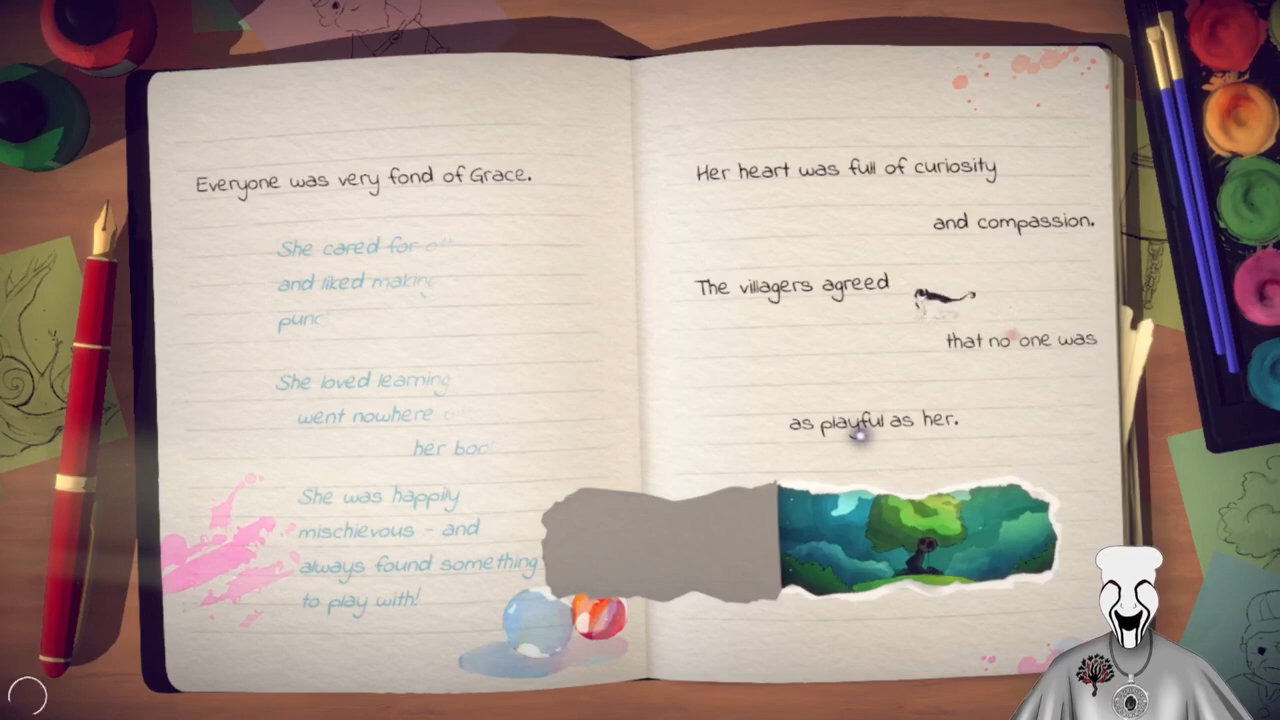 Everyone was very fond of Grace.
She cared for
and liked making
She loved learning
went nowhere
her
She was happily
mischievous - and
always found something
to play with!
Her heart was full of curiosity
and compassion.
The villagers agreed
that no one was
as playful as her.